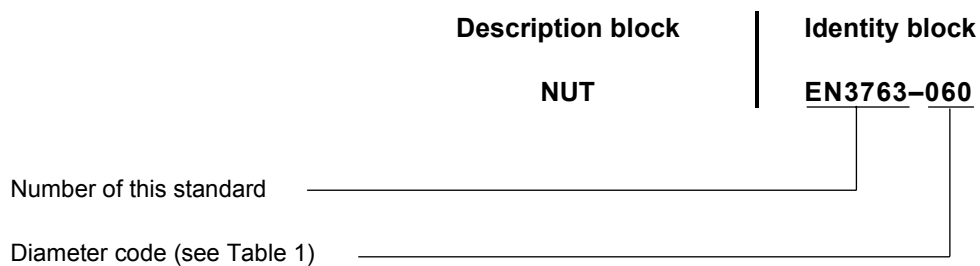 Description block Identity block
NUT EN3763–060
Number of this standard
Diameter code (see Table 1)